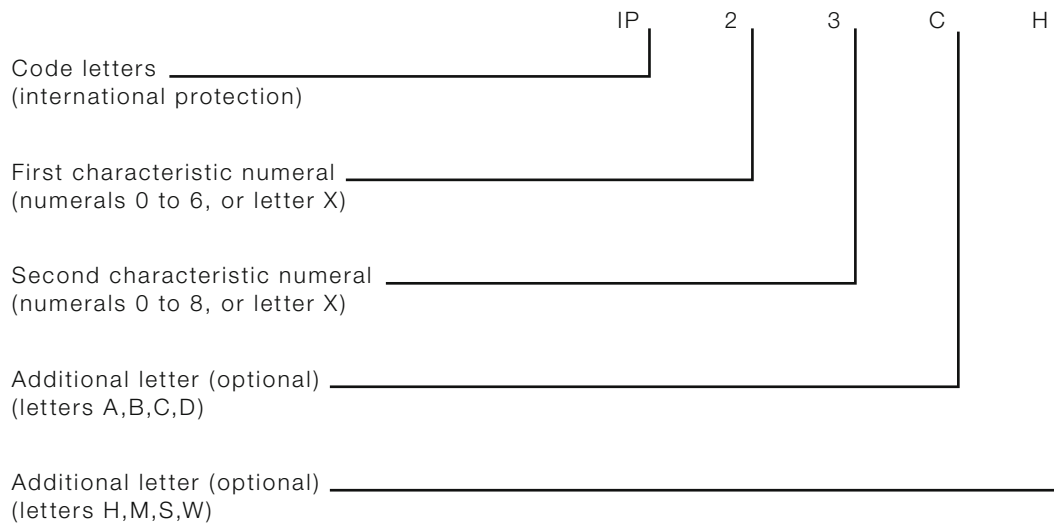 IP 2 3 C H
Code letters
(international protection)
First characteristic numeral
(numerals 0 to 6, or letter X)
Second characteristic numeral
(numerals 0 to 8, or letter X)
Additional letter (optional)
(letters A,B,C,D)
Additional letter (optional)
(letters H,M,S,W)